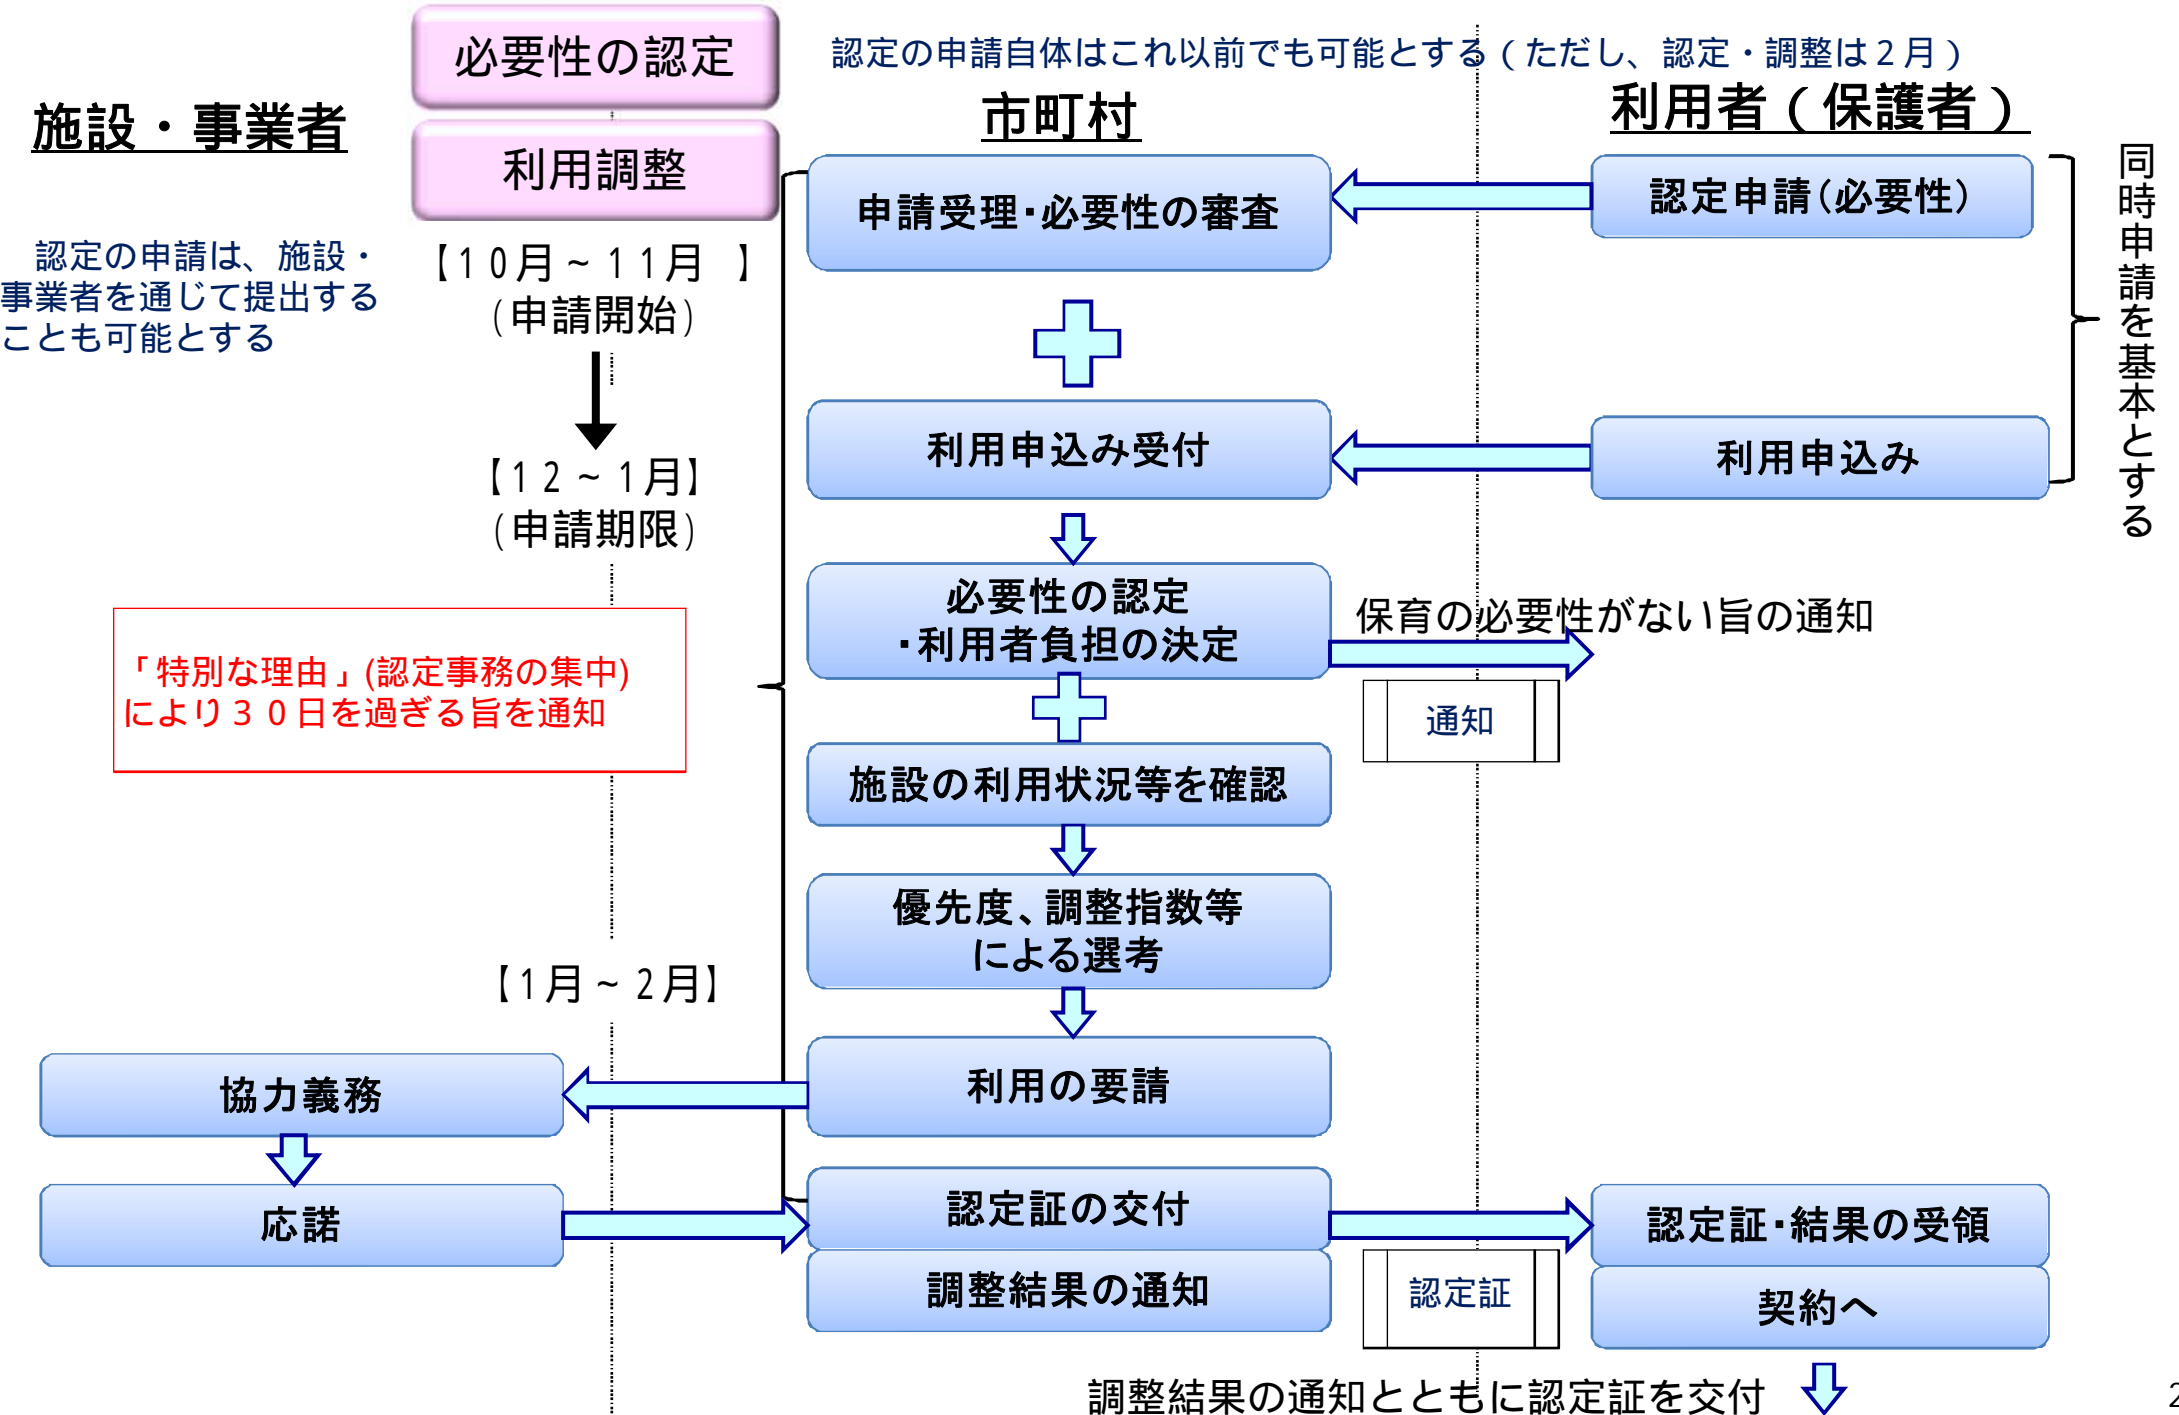 必要性の認定
利用調整
認定の申請自体はこれ以前でも可能とする(ただし、認定・調整は2月)
施設・事業者
市町村
利用者(保護者)
認定の申請は、施設・
事業者を通じて提出する
ことも可能とする
【10月~11月 】
(申請開始)
【12~1月】
(申請期限)
「特別な理由」(認定事務の集中)
により30日を過ぎる旨を通知
【1月~2月】
申請受理・必要性の審査
認定申請(必要性)
同時申請を基本とする
利用申込み受付
利用申込み
必要性の認定
・利用者負担の決定
保育の必要性がない旨の通知
通知
施設の利用状況等を確認
優先度、調整指数等
による選考
利用の要請
協力義務
応諾
認定証の交付
調整結果の通知
認定証
認定証・結果の受領
契約へ
調整結果の通知とともに認定証を交付